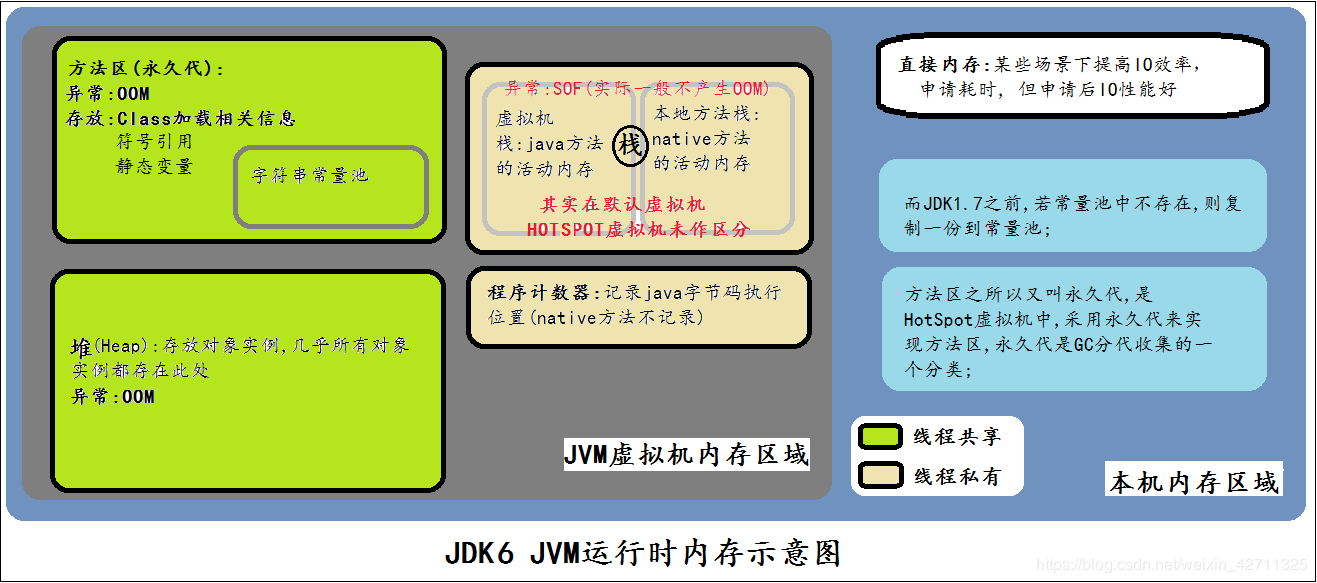 方法区(永久代):
异常:OOM
存放:Class加载相关信息
符号引用
静态变量
字符串常量池
堆(Heap):存放对象实例,几乎所有对象
实例都存在此处
异常:OOM
异常:SOF(实际一般不产生OOM)
虚拟机
栈:java方法
的活动内存
栈
本地方法栈:
native方法
的活动内存
其实在默认虚拟机
HOTSPOT虚拟机未作区分
程序计数器:记录java字节码执行
位置(native方法不记录)
JVM虚拟机内存区域
直接内存:某些场景下提高IO效率,
申请耗时, 但申请后IO性能好
而JDK1.7之前,若常量池中不存在,则复
制一份到常量池;
方法区之所以又叫永久代,是
HotSpot虚拟机中,采用永久代来实
现方法区,永久代是GC分代收集的一
个分类;
线程共享
线程私有
本机内存区域
JDK6 JVM运行时内存示意图
https://blog.csdn.net/weixin_42711325